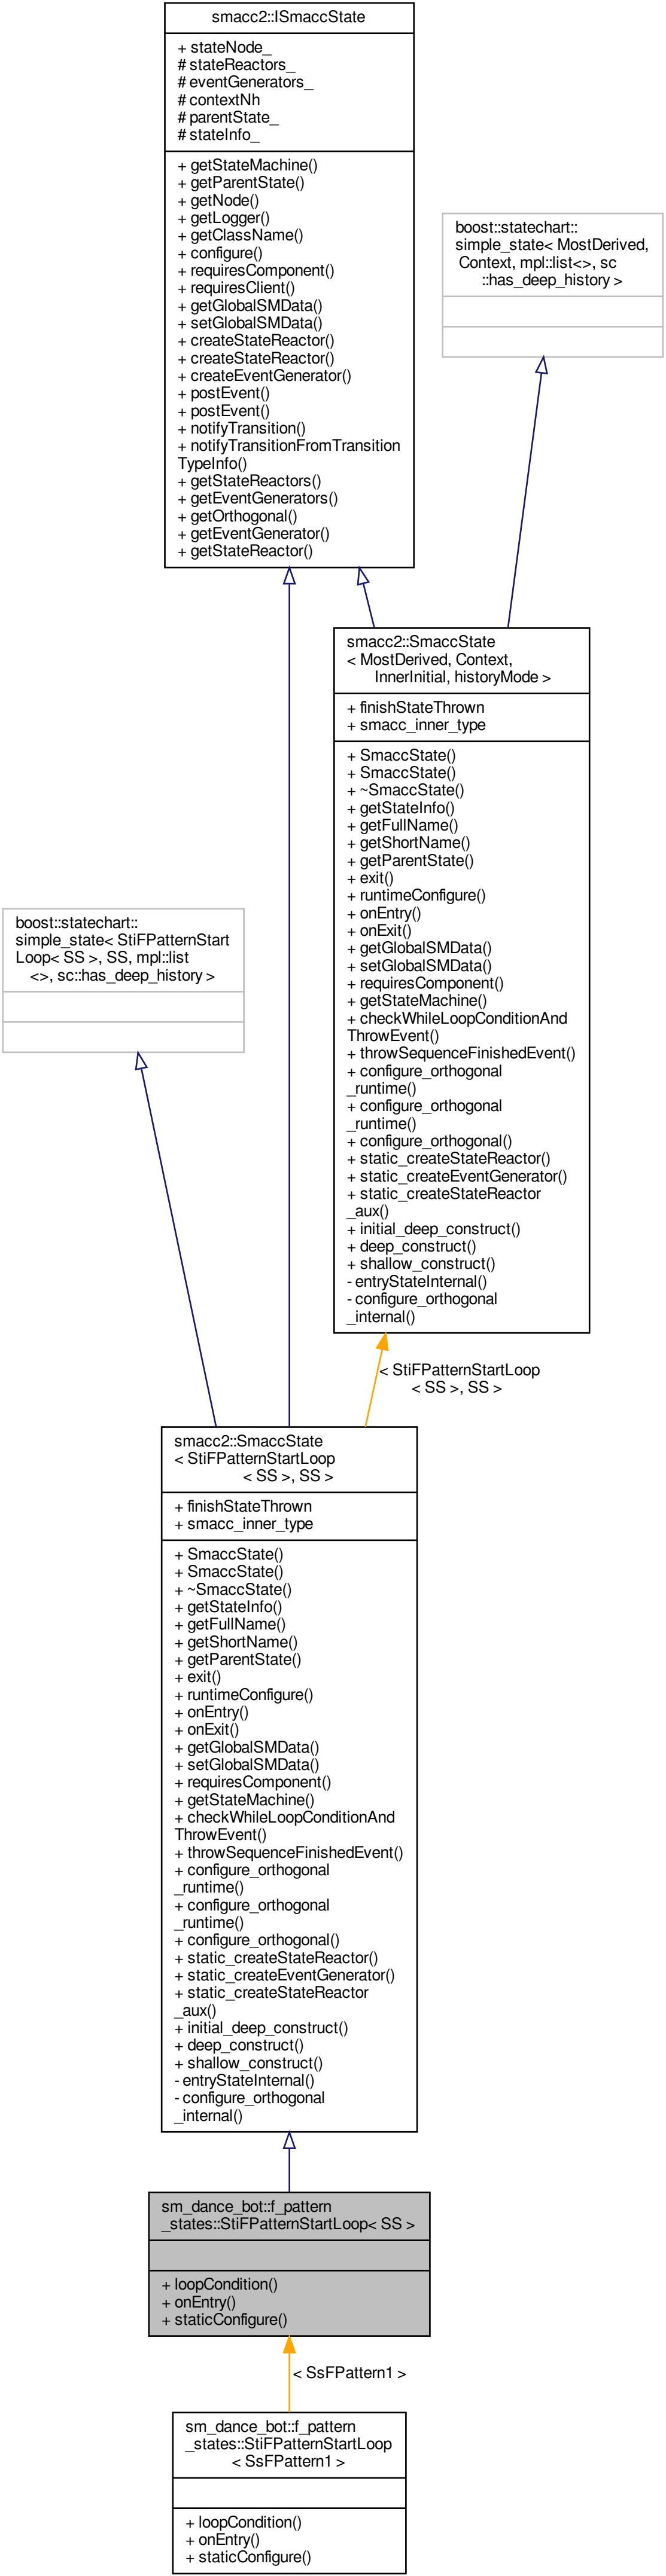 smacc2::ISmaccState
+ stateNode_
# stateReactors_
# eventGenerators_
# contextNh
# parentState_
# stateInfo_
+ getStateMachine()
+ getParentState()
+ getNode()
+ getLogger()
+ getClassName()
+ configure()
+ requiresComponent()
+ requiresClient()
+ getGlobalSMData()
+ setGlobalSMData()
+ createStateReactor()
+ createStateReactor()
+ createEventGenerator()
+ postEvent()
+ postEvent()
+ notifyTransition()
+ notifyTransitionFromTransition
TypeInfo()
+ getStateReactors()
+ getEventGenerators()
+ getOrthogonal()
+ getEventGenerator()
+ getStateReactor()
boost::statechart::
simple_state< MostDerived,
Context, mpl::list<>, sc
::has_deep_history >
smacc2::SmaccState
< MostDerived, Context,
InnerInitial, historyMode >
+ finishStateThrown
+ smacc_inner_type
+ SmaccState()
+ SmaccState()
+ ~SmaccState()
+ getStateInfo()
+ getFullName()
+ getShortName()
+ getParentState()
+ exit()
+ runtimeConfigure()
+ onEntry()
+ onExit()
+ getGlobalSMData()
+ setGlobalSMData()
+ requiresComponent()
+ getStateMachine()
+ checkWhileLoopConditionAnd
ThrowEvent()
+ throwSequenceFinishedEvent()
+ configure_orthogonal
_runtime()
+ configure_orthogonal
_runtime()
+ configure_orthogonal()
+ static_createStateReactor()
+ static_createEventGenerator()
+ static_createStateReactor
_aux()
+ initial_deep_construct()
+ deep_construct()
+ shallow_construct()
- entryStateInternal()
- configure_orthogonal
_internal()
boost::statechart::
simple_state< StiFPatternStart
Loop< SS >, SS, mpl::list
<>, sc::has_deep_history >
< StiFPatternStartLoop
< SS >, SS >
smacc2::SmaccState
< StiFPatternStartLoop
< SS >, SS >
+ finishStateThrown
+ smacc_inner_type
+ SmaccState()
+ SmaccState()
+ ~SmaccState()
+ getStateInfo()
+ getFullName()
+ getShortName()
+ getParentState()
+ exit()
+ runtimeConfigure()
+ onEntry()
+ onExit()
+ getGlobalSMData()
+ setGlobalSMData()
+ requiresComponent()
+ getStateMachine()
+ checkWhileLoopConditionAnd
ThrowEvent()
+ throwSequenceFinishedEvent()
+ configure_orthogonal
_runtime()
+ configure_orthogonal
_runtime()
+ configure_orthogonal()
+ static_createStateReactor()
+ static_createEventGenerator()
+ static_createStateReactor
_aux()
+ initial_deep_construct()
+ deep_construct()
+ shallow_construct()
- entryStateInternal()
- configure_orthogonal
_internal()
sm_dance_bot::f_pattern
_states::StiFPatternStartLoop< SS >
+ loopCondition()
+ onEntry()
+ staticConfigure()
< SsFPattern1 >
sm_dance_bot::f_pattern
_states::StiFPatternStartLoop
< SsFPattern1 >
+ loopCondition()
+ onEntry()
+ staticConfigure()